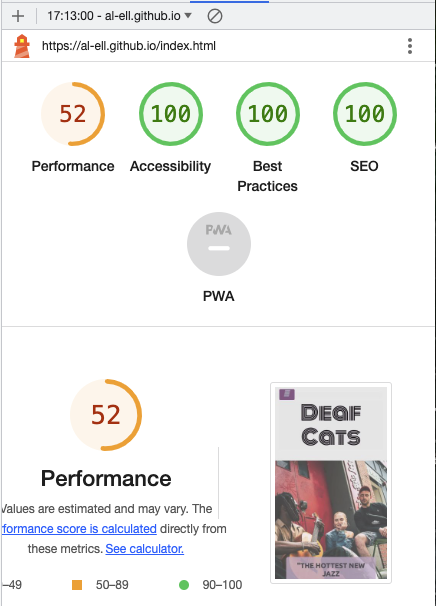 17:13:00 - al-ell.github.io
https://al-ell.github.io/index.html
52
100
100
100
Performance
Accessibility
Best
Practices
SEO
PWA
PWA
52
Performance
Values are estimated and may vary. The
formance score is calculated directly from
these metrics. See calculator.
–49
50–89
90–100
Deaf
Cats
"THE HOTTEST NEW
JAZZ